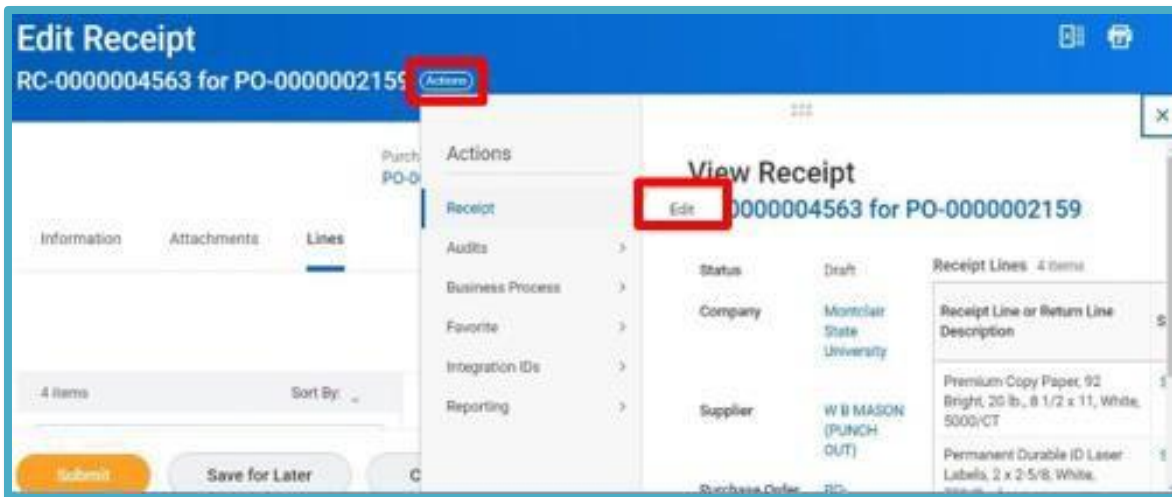 Edit Receipt
RC-0000004563 for PO-0000002159 Actions
Purch
PO-0
Information Attachments Lines
4 items Sort By:
Submit Save for Later C
Actions
Receipt
Edit
Audits
Business Process
Favorite
Integration IDs
Reporting
View Receipt
0000004563 for PO-0000002159
Status Draft
Company Montclair
State
University
Supplier W B MASON
(PUNCH
OUT)
Purchase Order PO-
Receipt Lines 4 items
Receipt Line or Return Line
Description
S
Premium Copy Paper, 92
Bright, 20 lb., 8 1/2 x 11, White,
5000/CT
Permanent Durable ID Laser
Labels, 2 x 2-5/8, White,